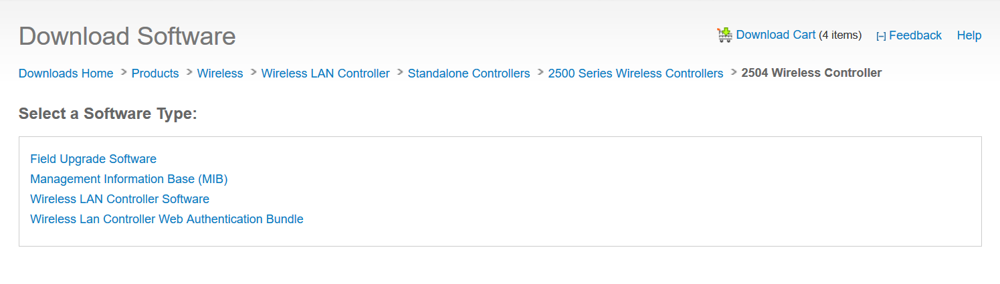 Download Software
Download Cart (4 items) [–] Feedback Help
Downloads Home > Products > Wireless > Wireless LAN Controller > Standalone Controllers > 2500 Series Wireless Controllers > 2504 Wireless Controller
Select a Software Type:
Field Upgrade Software
Management Information Base (MIB)
Wireless LAN Controller Software
Wireless Lan Controller Web Authentication Bundle